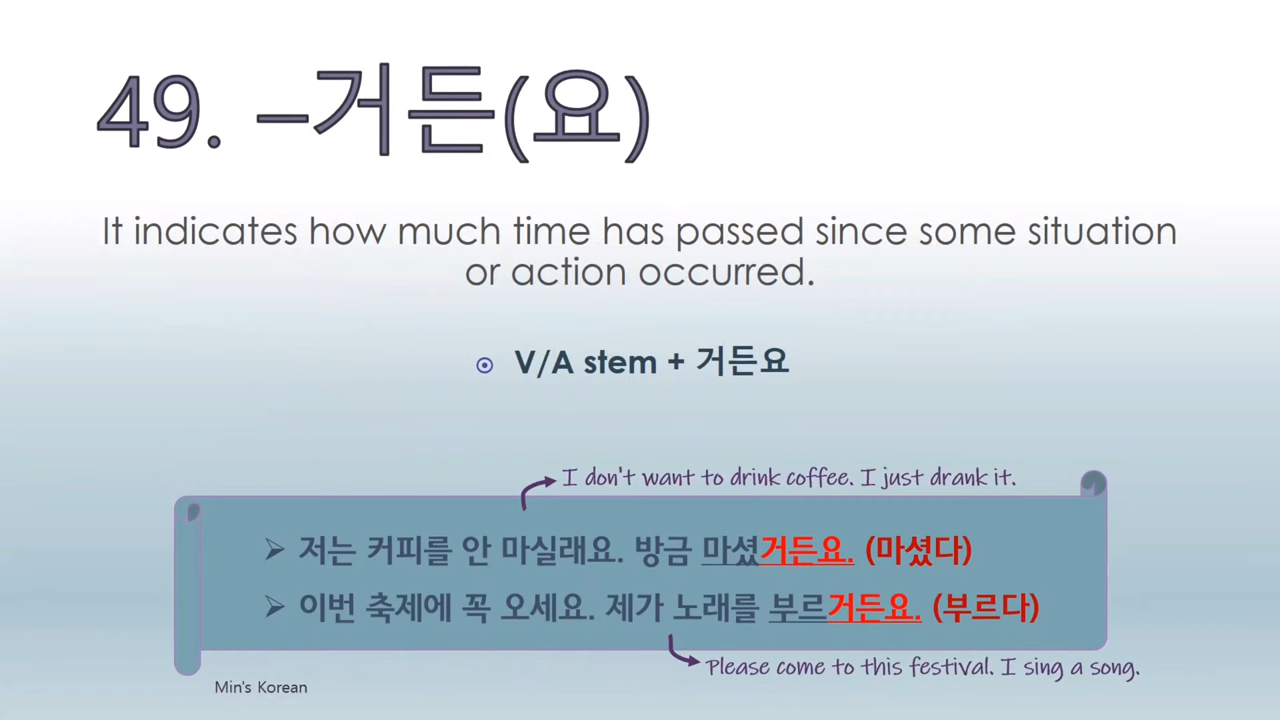 49. –거든(요)
It indicates how much time has passed since some situation
or action occurred.
V/A stem + 거든요
I don't want to drink coffee. I just drank it.
저는 커피를 안 마실래요. 방금 마셨거든요. (마셨다)
이번 축제에 꼭 오세요. 제가 노래를 부르거든요. (부르다)
Please come to this festival. I sing a song.
Min's Korean